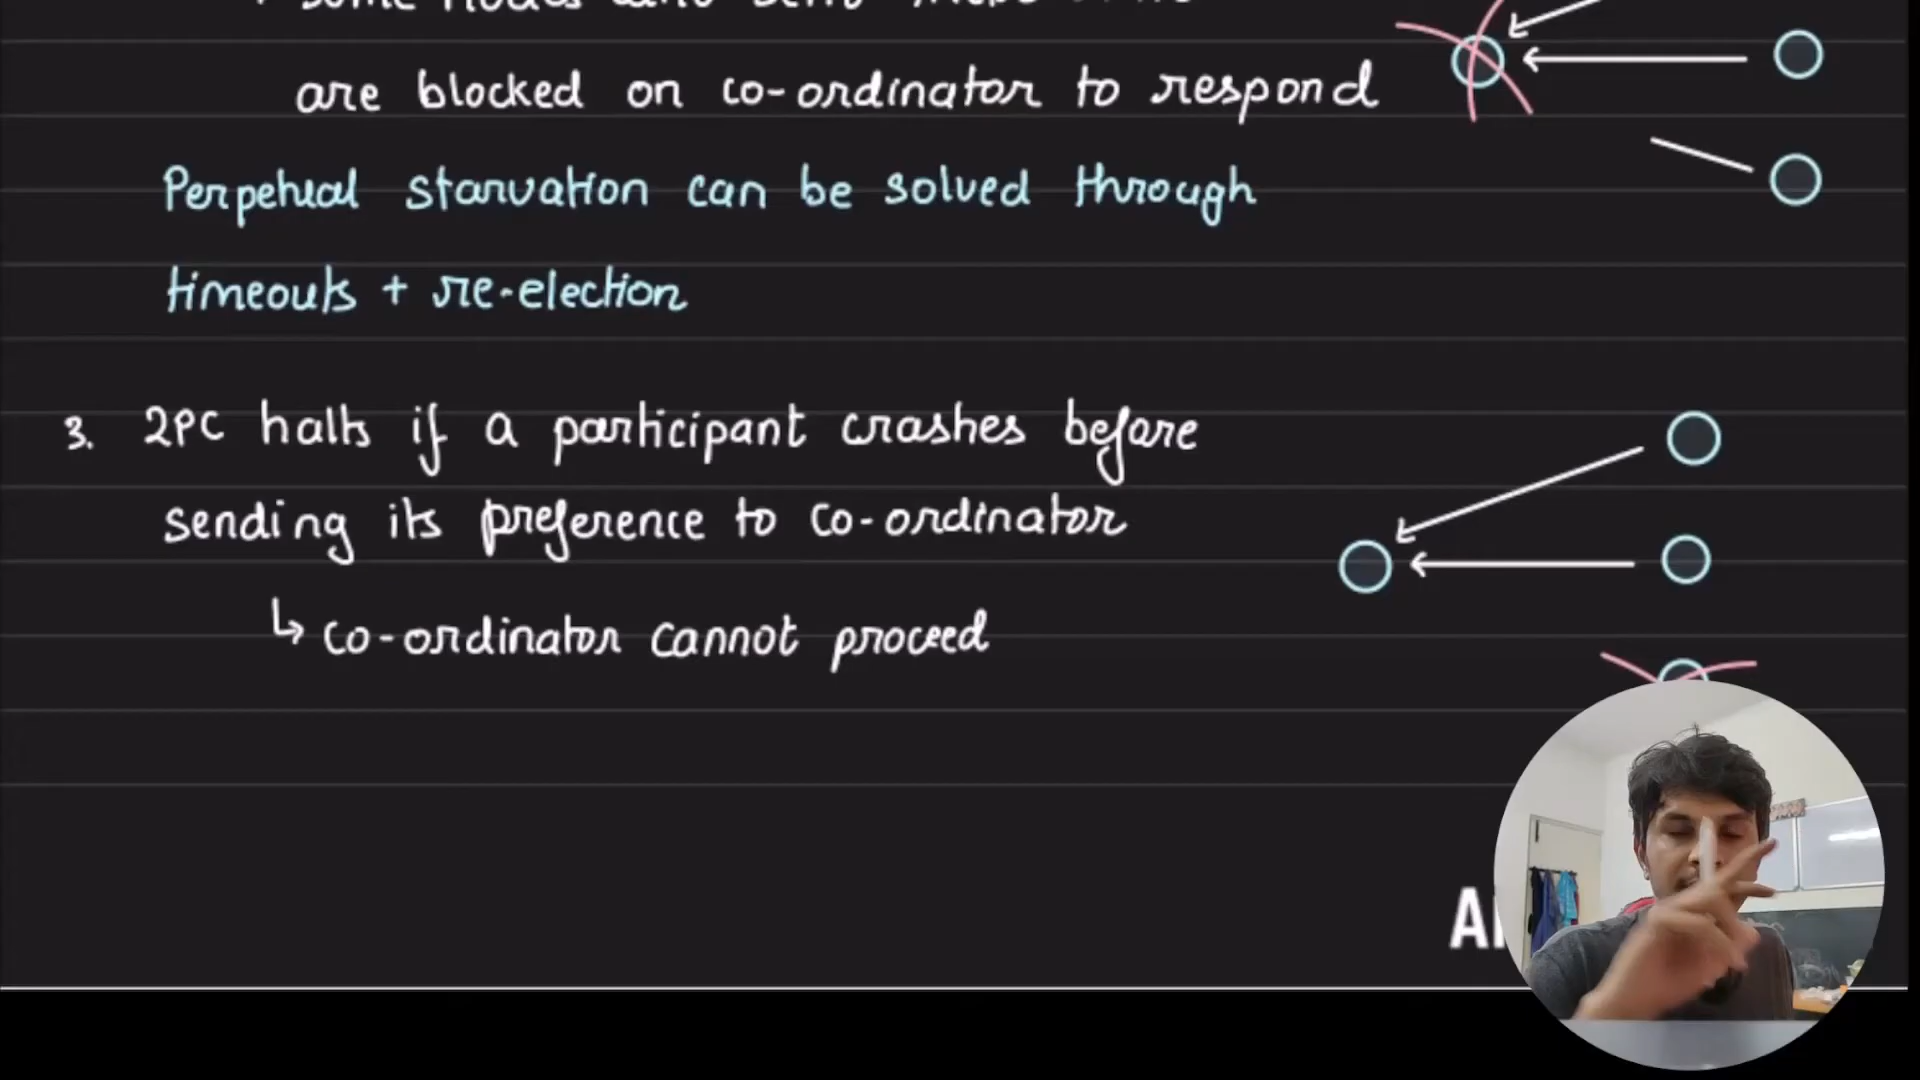 are blocked on co-ordinator to respond
Perpetual starvation can be solved through
timeouts + re-election
3. 2PC halts if a participant crashes before
sending its preference to co-ordinator
↳ co-ordinator cannot proceed